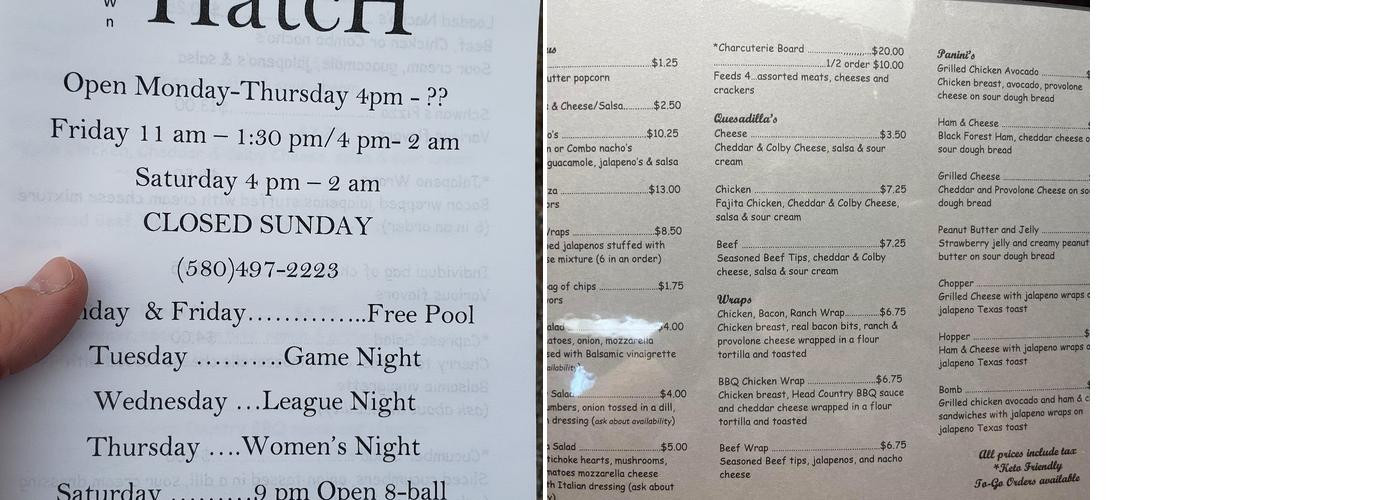 w
n
Hatch
Open Monday-Thursday 4pm - ??
Friday 11 am – 1:30 pm/4 pm- 2 am
Saturday 4 pm – 2 am
CLOSED SUNDAY
(580)497-2223
day & Friday..............Free Pool
Tuesday ..........Game Night
Wednesday ...League Night
Thursday ....Women's Night
Saturday .........9 pm Open 8-ball
us
$1.25
utter popcorn
& Cheese/Salsa..........$2.50
o's ..............................$10.25
n or Combo nacho's
guacamole, jalapeno's & salsa
za ..............................$13.00
ors
Wraps ..............................$8.50
ed jalapenos stuffed with
se mixture (6 in an order)
ag of chips ....................$1.75
ors
alad ..............................$4.00
atoes, onion, mozzarella
sed with Balsamic vinaigrette
ailability)
Salad ..............................$4.00
umbers, onion tossed in a dill,
dressing (ask about availability)
Salad ..............................$5.00
tichoke hearts, mushrooms,
matoes mozzarella cheese
th Italian dressing (ask about
y)
*Charcuterie Board ..............,,,,,,,,...$20.00
..............................1/2 order $10.00
Feeds 4...assorted meats, cheeses and
crackers
Quesadilla's
Cheese ..............................$3.50
Cheddar & Colby Cheese, salsa & sour
cream
Chicken ..............................$7.25
Fajita Chicken, Cheddar & Colby Cheese,
salsa & sour cream
Beef ..............................$7.25
Seasoned Beef Tips, cheddar & Colby
cheese, salsa & sour cream
Wraps
Chicken, Bacon, Ranch Wrap............$6.75
Chicken breast, real bacon bits, ranch &
provolone cheese wrapped in a flour
tortilla and toasted
BBQ Chicken Wrap ....................$6.75
Chicken breast, Head Country BBQ sauce
and cheddar cheese wrapped in a flour
tortilla and toasted
Beef Wrap ..............................$6.75
Seasoned Beef tips, jalapenos, and nacho
cheese
Panini's
Grilled Chicken Avocado ............$
Chicken breast, avocado, provolone
cheese on sour dough bread
Ham & Cheese ..............................
Black Forest Ham, cheddar cheese o
sour dough bread
Grilled Cheese ..............................
Cheddar and Provolone Cheese on so
dough bread
Peanut Butter and Jelly ............
Strawberry jelly and creamy peanut
butter on sour dough bread
Chopper ..............................
Grilled Cheese with jalapeno wraps o
jalapeno Texas toast
Hopper ..............................$
Ham & Cheese with jalapeno wraps o
jalapeno Texas toast
Bomb ..............................$
Grilled chicken avocado and ham & c
sandwiches with jalapeno wraps on
jalapeno Texas toast
All prices include tax
*Keto Friendly
To-Go Orders available